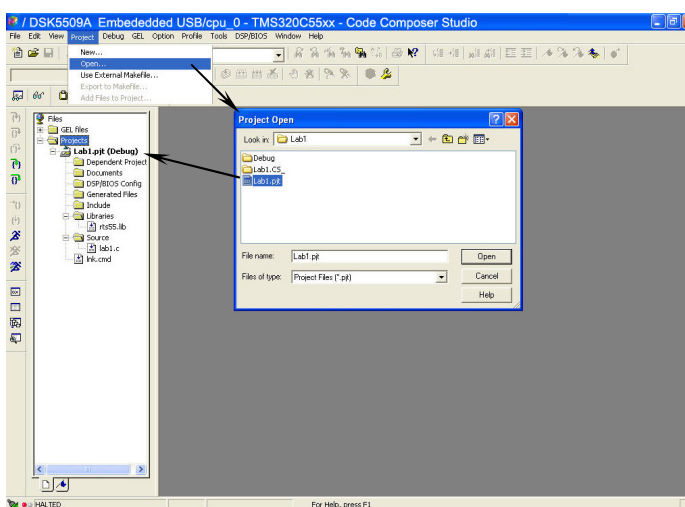 / DSK5509A Embededded USB/cpu_0 - TMS320C55xx - Code Composer Studio
File Edit View Project Debug GEL Option Profile Tools DSP/BIOS Window Help
New...
Open...
Use External Makefile...
Export to Makefile...
Add Files to Project...
Files
GEL files
Projects
Lab1.pjt (Debug)
Dependent Project
Documents
DSP/BIOS Config
Generated Files
Include
Libraries
rts55.lib
Source
lab1.c
lnk.cmd
Project Open
Look in: Lab1
Debug
Lab1.CS_
Lab1.pjt
File name: Lab1.pjt Open
Files of type: Project Files (*.pjt) Cancel
Help
HALTED For Help, press F1